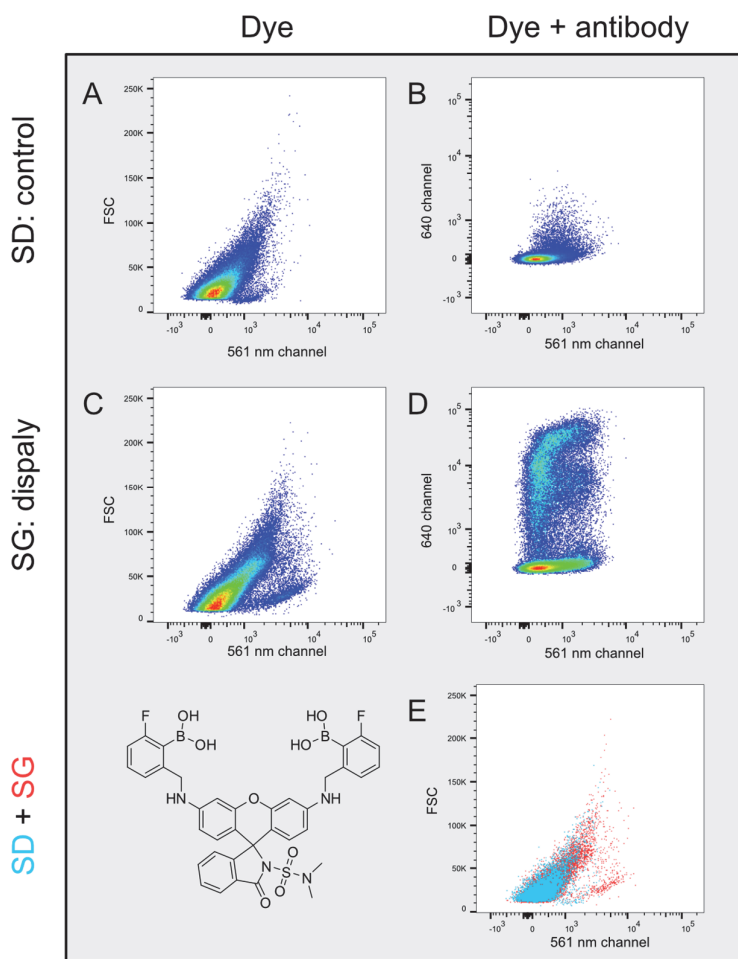 Dye
Dye + antibody
SD: control
A
250K
200K
150K
100K
50K
0
FSC
-10³
0
10³
10⁴
10⁵
561 nm channel
B
10⁵
10⁴
10³
0
-10³
640 channel
-10³
0
10³
10⁴
10⁵
561 nm channel
SG: dispaly
C
250K
200K
150K
100K
50K
0
FSC
-10³
0
10³
10⁴
10⁵
561 nm channel
D
10⁵
10⁴
10³
0
-10³
640 channel
-10³
0
10³
10⁴
10⁵
561 nm channel
SD + SG
F
OH
B
OH
HN
O
HO
B
HO
F
NH
N
S
O
O
N
O
E
250K
200K
150K
100K
50K
0
FSC
-10³
0
10³
10⁴
10⁵
561 nm channel